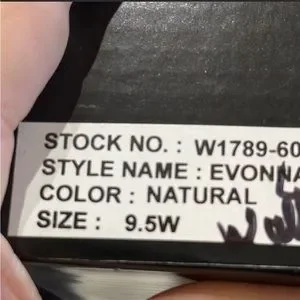 STOCK NO. : W1789-60
STYLE NAME : EVONNA
COLOR : NATURAL
SIZE : 9.5W